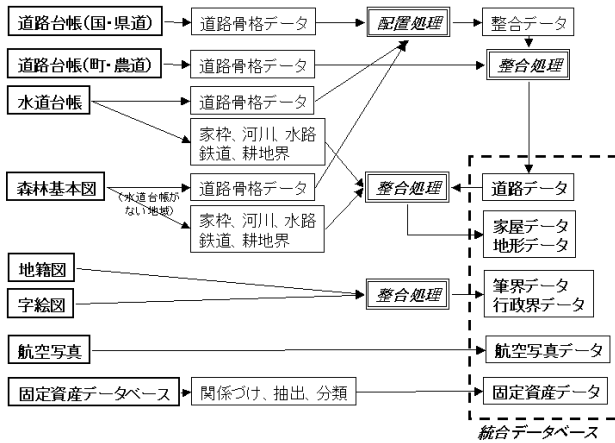 道路台帳(国・県道)
道路骨格データ
配置処理
整合データ
道路台帳(町・農道)
道路骨格データ
整合処理
水道台帳
道路骨格データ
家枠、河川、水路
鉄道、耕地界
森林基本図
(水道台帳が
ない地域)
道路骨格データ
整合処理
道路データ
家枠、河川、水路
鉄道、耕地界
家屋データ
地形データ
地籍図
字絵図
整合処理
筆界データ
行政界データ
航空写真
航空写真データ
固定資産データベース
関係づけ、抽出、分類
固定資産データ
統合データベース